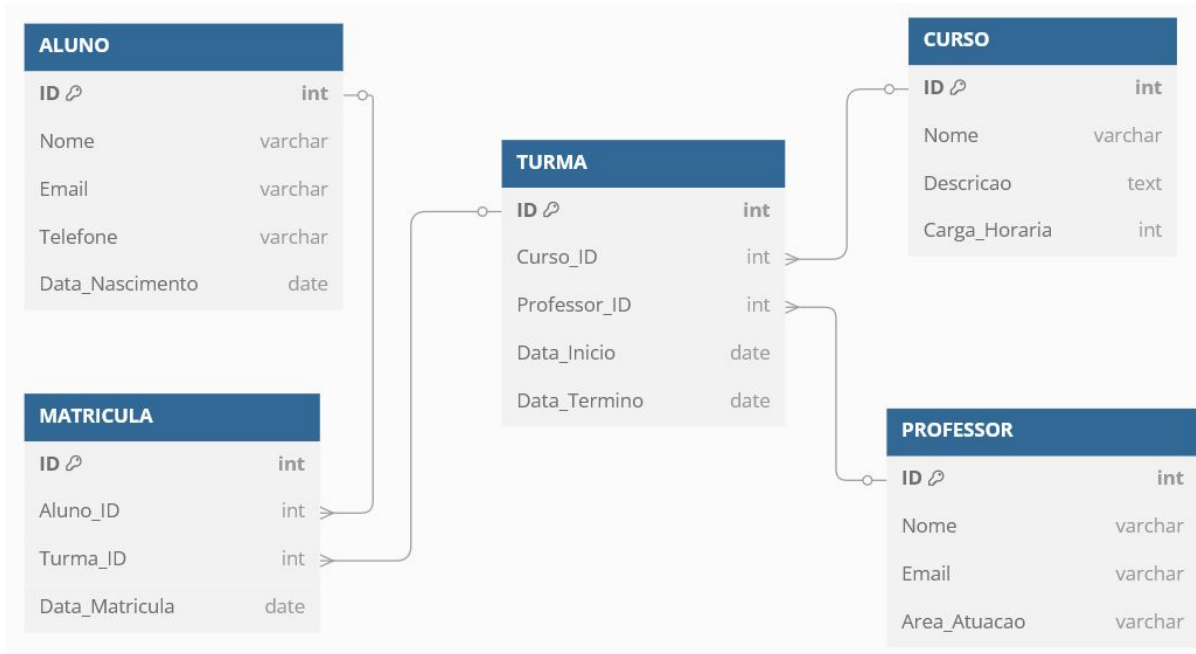 ALUNO
ID int
Nome varchar
Email varchar
Telefone varchar
Data_Nascimento date
MATRICULA
ID int
Aluno_ID int
Turma_ID int
Data_Matricula date
TURMA
ID int
Curso_ID int
Professor_ID int
Data_Inicio date
Data_Termino date
CURSO
ID int
Nome varchar
Descricao text
Carga_Horaria int
PROFESSOR
ID int
Nome varchar
Email varchar
Area_Atuacao varchar